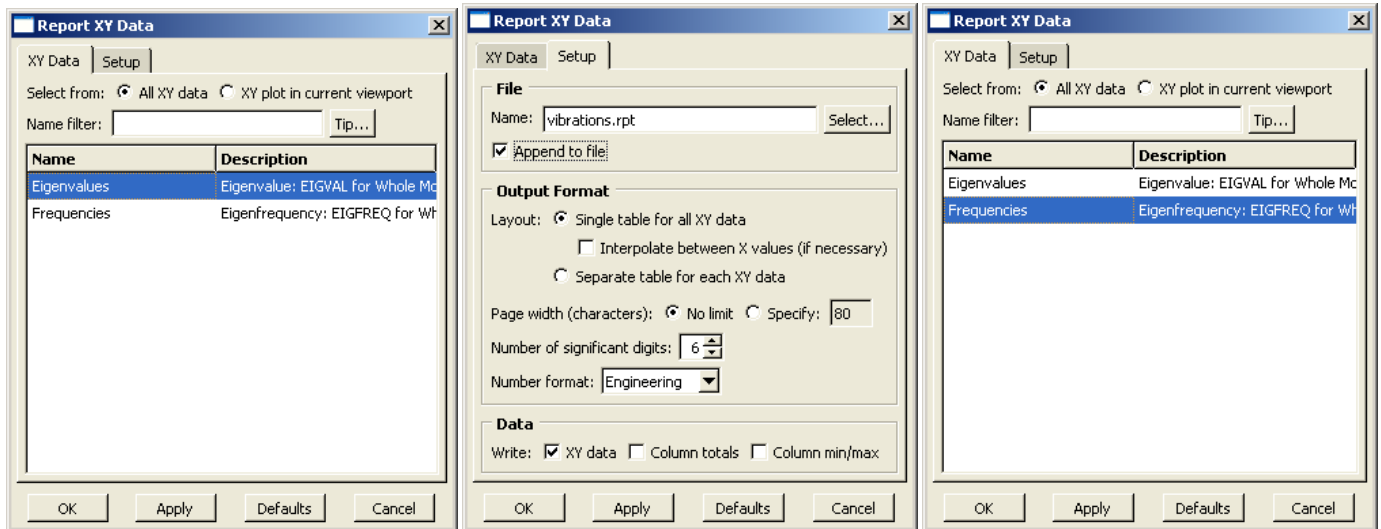 Report XY Data
XY Data Setup
Select from: All XY data XY plot in current viewport
Name filter: Tip...
Name Description
Eigenvalues Eigenvalue: EIGVAL for Whole Mo
Frequencies Eigenfrequency: EIGFREQ for Wh
OK Apply Defaults Cancel
Report XY Data
XY Data Setup
File
Name: vibrations.rpt Select...
Append to file
Output Format
Layout: Single table for all XY data
Interpolate between X values (if necessary)
Separate table for each XY data
Page width (characters): No limit Specify: 80
Number of significant digits: 6
Number format: Engineering
Data
Write: XY data Column totals Column min/max
OK Apply Defaults Cancel
Report XY Data
XY Data Setup
Select from: All XY data XY plot in current viewport
Name filter: Tip...
Name Description
Eigenvalues Eigenvalue: EIGVAL for Whole Mo
Frequencies Eigenfrequency: EIGFREQ for Wh
OK Apply Defaults Cancel